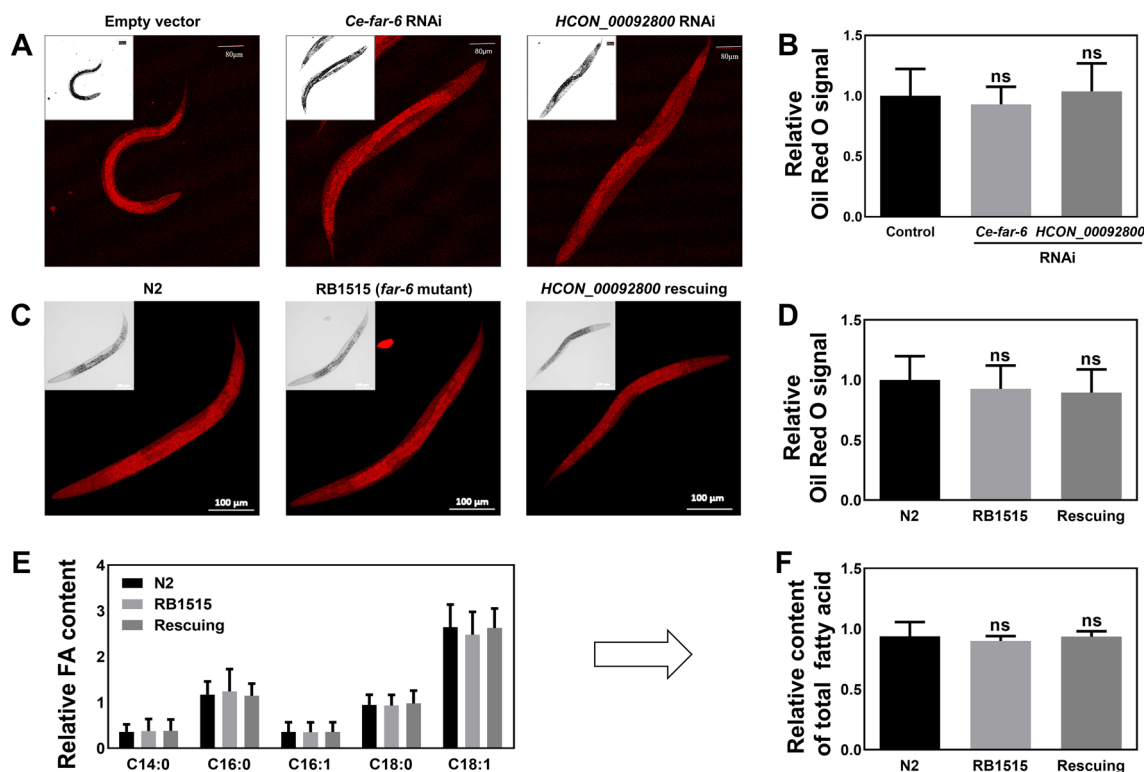 A
Empty vector
Ce-far-6 RNAi
HCON_00092800 RNAi
80μm
80μm
80μm
B
Relative
Oil Red O signal
1.5
1.0
0.5
0.0
ns
ns
Control
Ce-far-6
HCON_00092800
RNAi
C
N2
RB1515 (far-6 mutant)
HCON_00092800 rescuing
100 μm
100 μm
100 μm
D
Relative
Oil Red O signal
1.5
1.0
0.5
0.0
ns
ns
N2
RB1515
Rescuing
E
Relative FA content
4
3
2
1
0
N2
RB1515
Rescuing
C14:0
C16:0
C16:1
C18:0
C18:1
F
Relative content
of total fatty acid
1.5
1.0
0.5
0.0
ns
ns
N2
RB1515
Rescuing